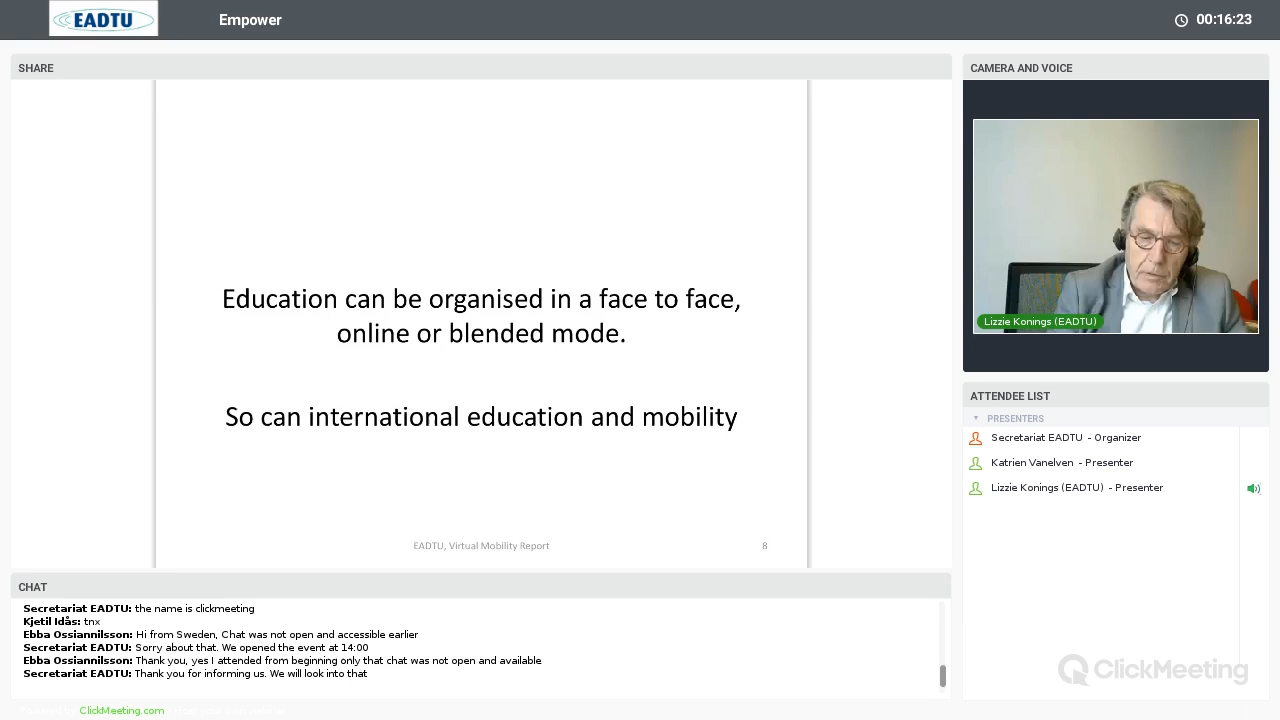 EADTU
Empower
00:16:23
SHARE
Education can be organised in a face to face,
online or blended mode.
So can international education and mobility
EADTU, Virtual Mobility Report
8
CAMERA AND VOICE
Lizzie Konings (EADTU)
ATTENDEE LIST
PRESENTERS
Secretariat EADTU - Organizer
Katrien Vanelven - Presenter
Lizzie Konings (EADTU) - Presenter
CHAT
Secretariat EADTU: the name is clickmeeting
Kjetil Idås: tnx
Ebba Ossiannilsson: Hi from Sweden, Chat was not open and accessible earlier
Secretariat EADTU: Sorry about that. We opened the event at 14:00
Ebba Ossiannilsson: Thank you, yes I attended from beginning only that chat was not open and available
Secretariat EADTU: Thank you for informing us. We will look into that
ClickMeeting
ClickMeeting.com